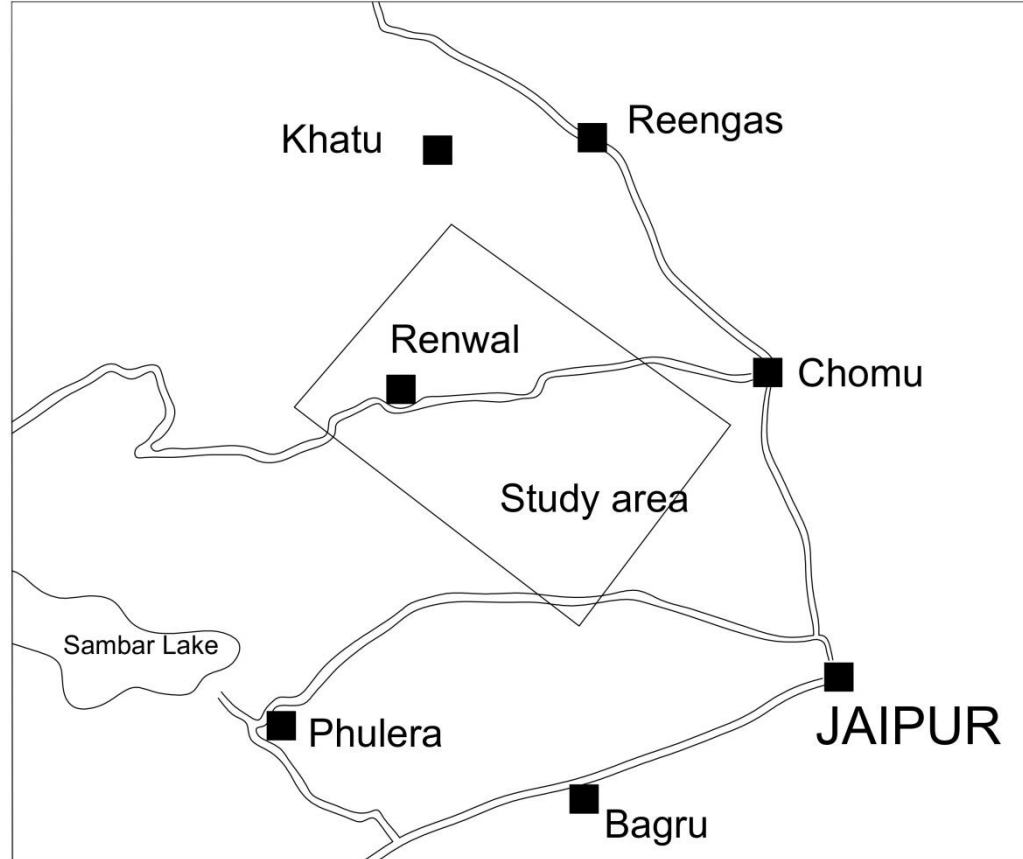 Reengas
Khatu
Renwal
Chomu
Study area
Sambar Lake
Phulera
JAIPUR
Bagru